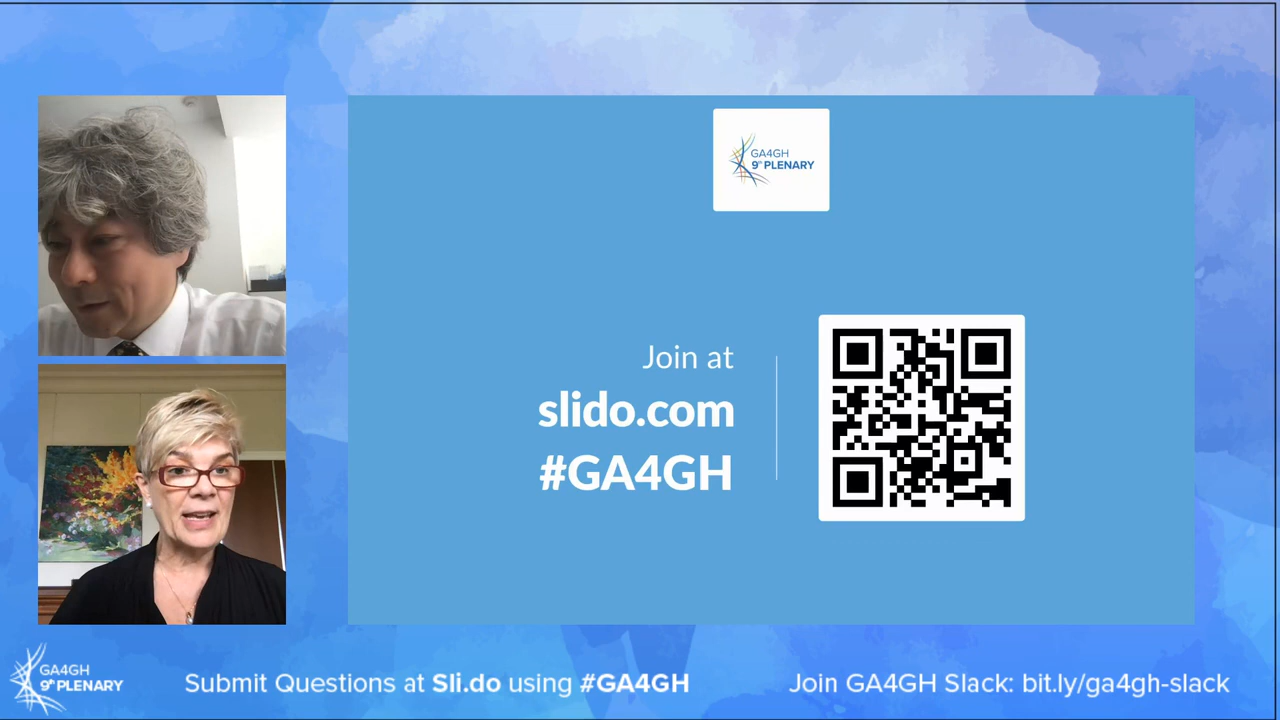 GA4GH
9th PLENARY
Join at
slido.com
#GA4GH
GA4GH
9th PLENARY
Submit Questions at Sli.do using #GA4GH
Join GA4GH Slack: bit.ly/ga4gh-slack